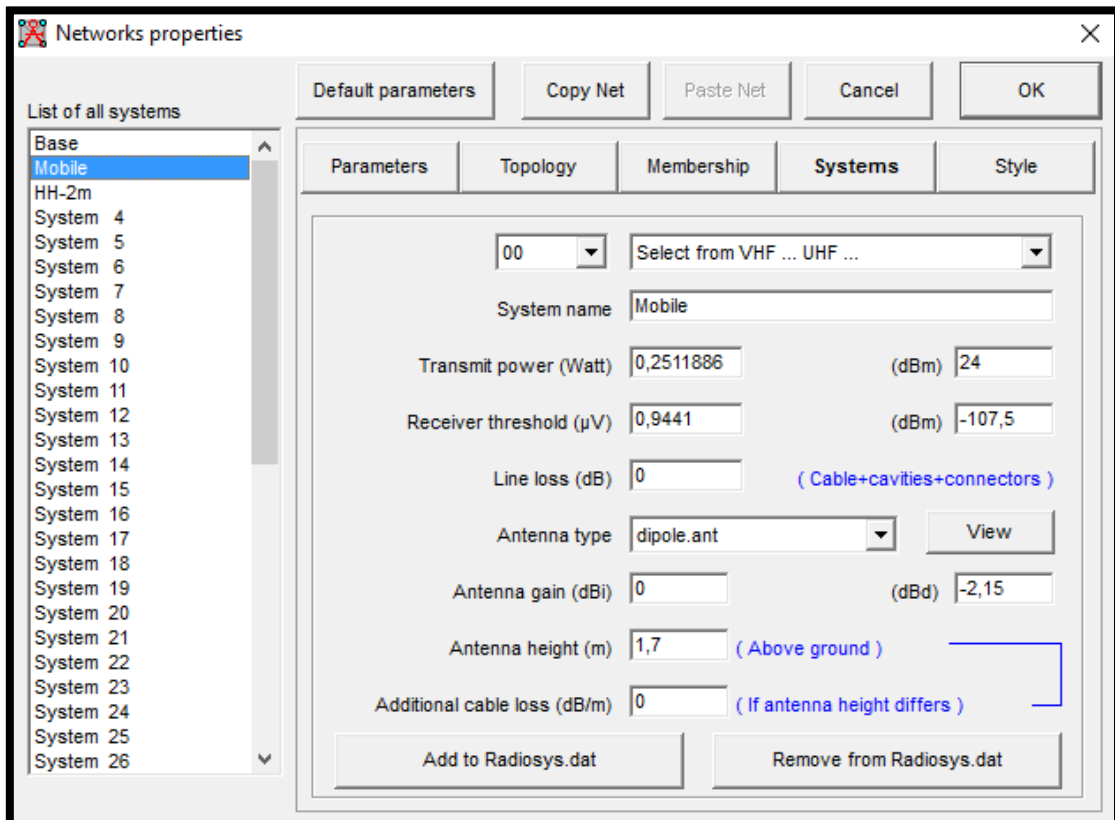 Networks properties
Default parameters Copy Net Paste Net Cancel OK
List of all systems
Base
Mobile
HH-2m
System 4
System 5
System 6
System 7
System 8
System 9
System 10
System 11
System 12
System 13
System 14
System 15
System 16
System 17
System 18
System 19
System 20
System 21
System 22
System 23
System 24
System 25
System 26
Parameters Topology Membership Systems Style
00 Select from VHF ... UHF ...
System name Mobile
Transmit power (Watt) 0,2511886 (dBm) 24
Receiver threshold (µV) 0,9441 (dBm) -107,5
Line loss (dB) 0 ( Cable+cavities+connectors )
Antenna type dipole.ant View
Antenna gain (dBi) 0 (dBd) -2,15
Antenna height (m) 1,7 ( Above ground )
Additional cable loss (dB/m) 0 ( If antenna height differs )
Add to Radiosys.dat Remove from Radiosys.dat